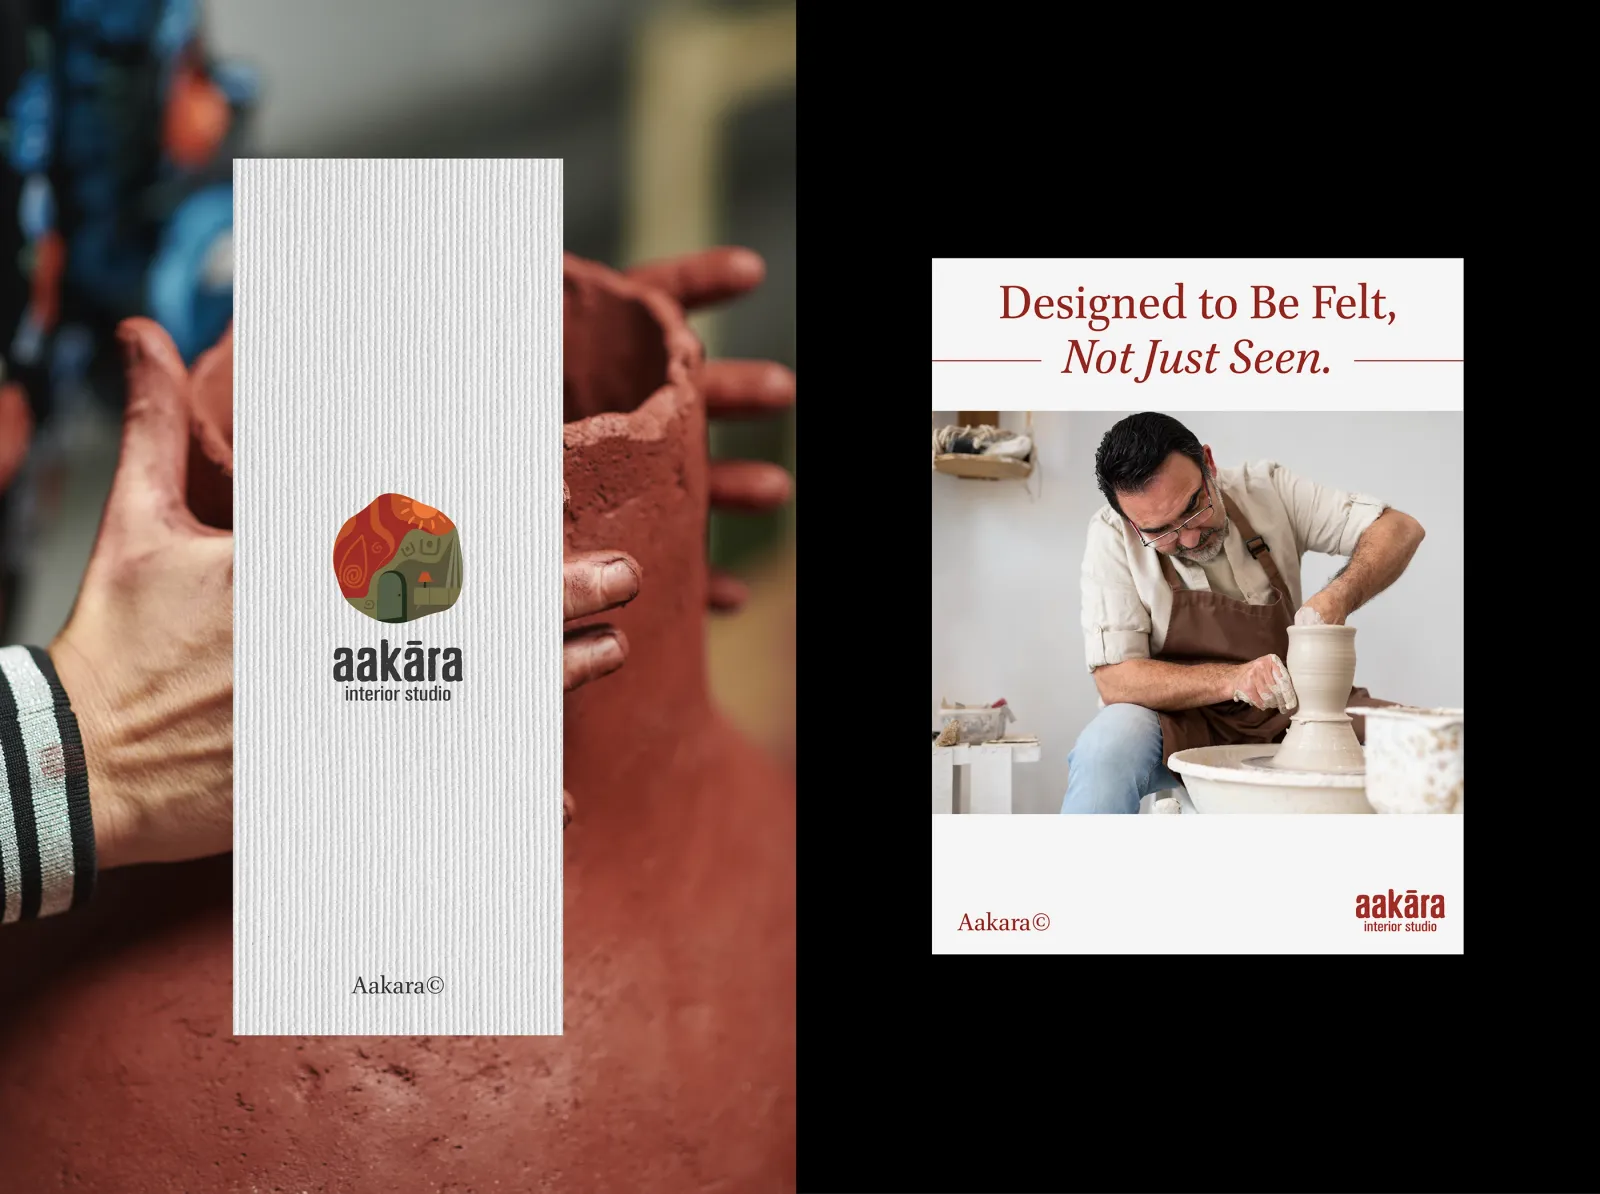 aakāra
interior studio
Aakara©
Designed to Be Felt,
Not Just Seen.
Aakara©
aakāra
interior studio